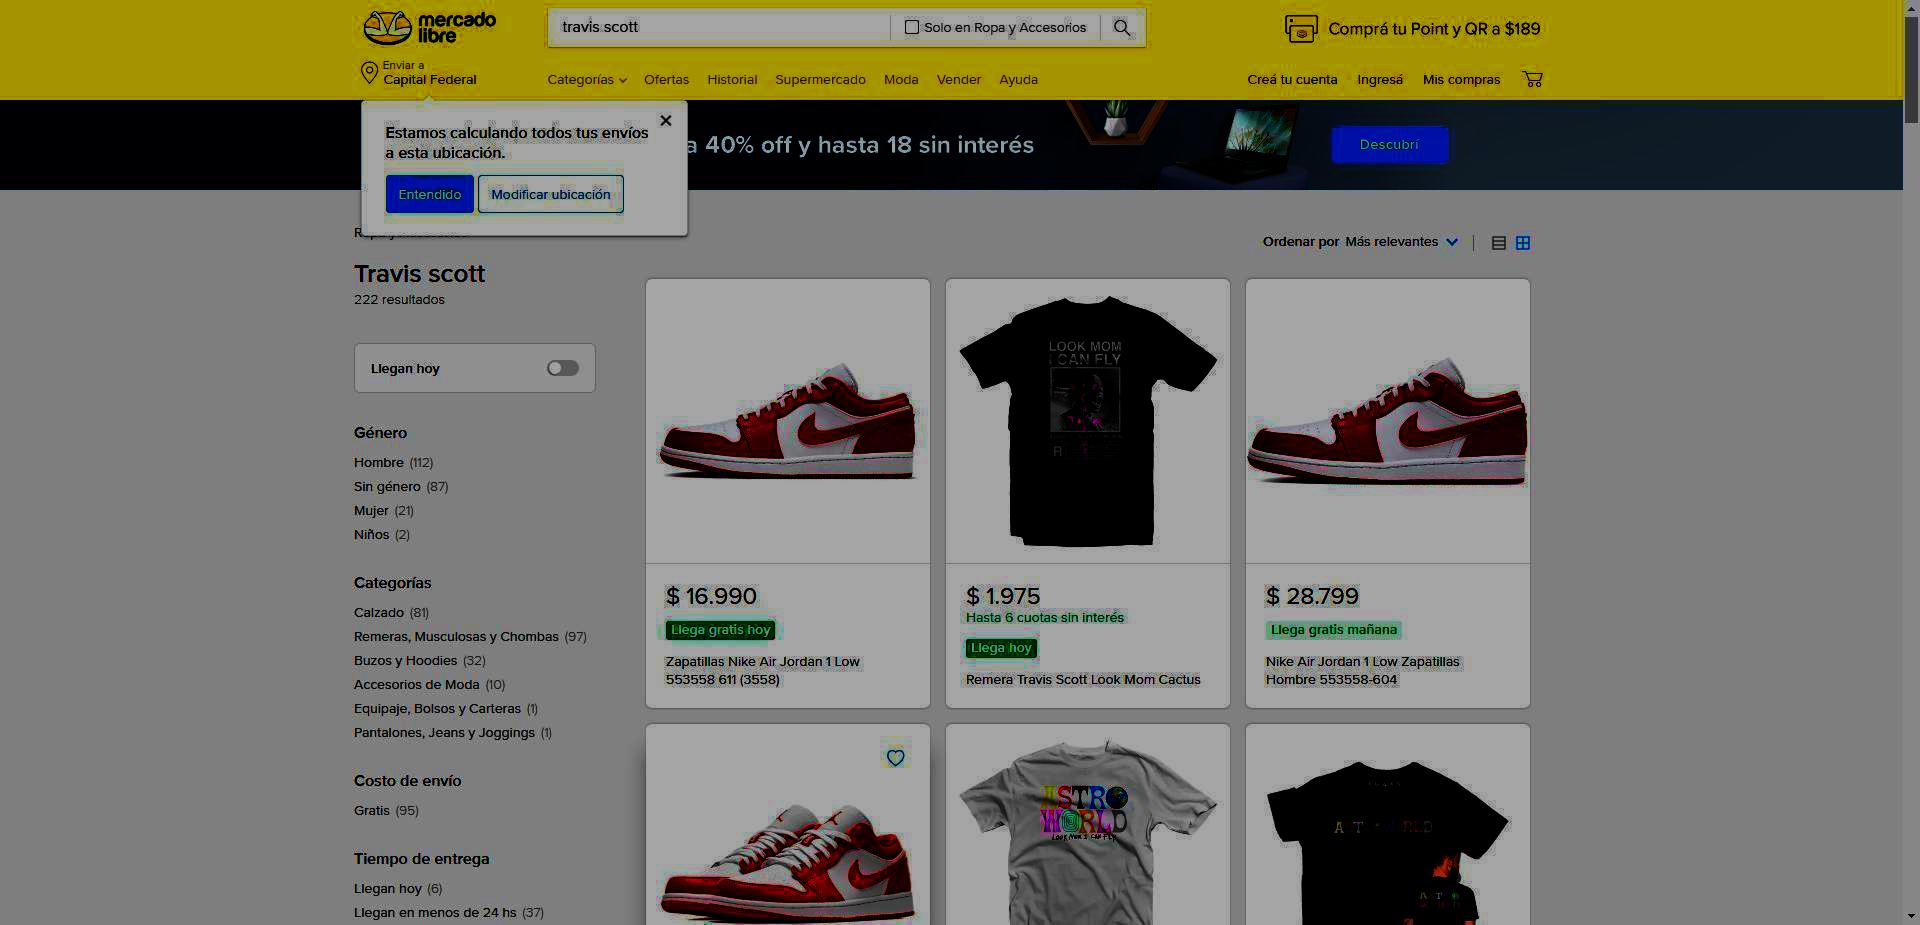 mercado
libre
travis scott
Solo en Ropa y Accesorios
Comprá tu Point y QR a $189
Enviar a
Capital Federal
Categorías
Ofertas
Historial
Supermercado
Moda
Vender
Ayuda
Creá tu cuenta
Ingresá
Mis compras
Estamos calculando todos tus envíos
a esta ubicación.
Entendido
Modificar ubicación
a 40% off y hasta 18 sin interés
Descubrí
Ordenar por Más relevantes
Travis scott
222 resultados
Llegan hoy
Género
Hombre (112)
Sin género (87)
Mujer (21)
Niños (2)
Categorías
Calzado (81)
Remeras, Musculosas y Chombas (97)
Buzos y Hoodies (32)
Accesorios de Moda (10)
Equipaje, Bolsos y Carteras (1)
Pantalones, Jeans y Joggings (1)
Costo de envío
Gratis (95)
Tiempo de entrega
Llegan hoy (6)
Llegan en menos de 24 hs (37)
$ 16.990
Llega gratis hoy
Zapatillas Nike Air Jordan 1 Low
553558 611 (3558)
LOOK MOM
I CAN FLY
$ 1.975
Hasta 6 cuotas sin interés
Llega hoy
Remera Travis Scott Look Mom Cactus
$ 28.799
Llega gratis mañana
Nike Air Jordan 1 Low Zapatillas
Hombre 553558-604
ASTRO
WORLD
LOOK MOM I CAN FLY